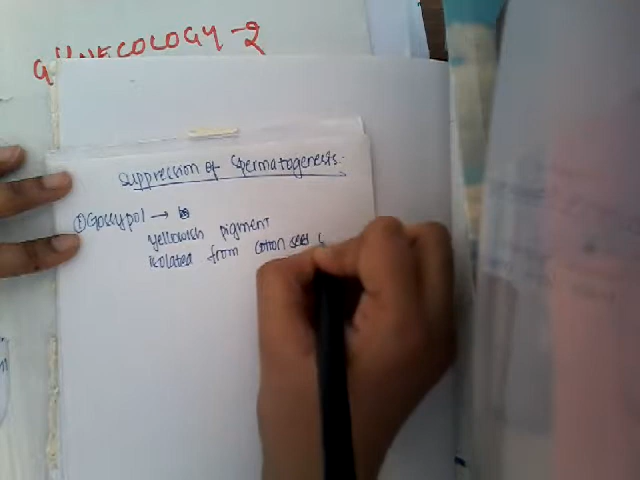 GYNECOLOGY-2
Suppression of Spermatogenesis:-
① Gossypol →
yellowish pigment
isolated from cotton seed